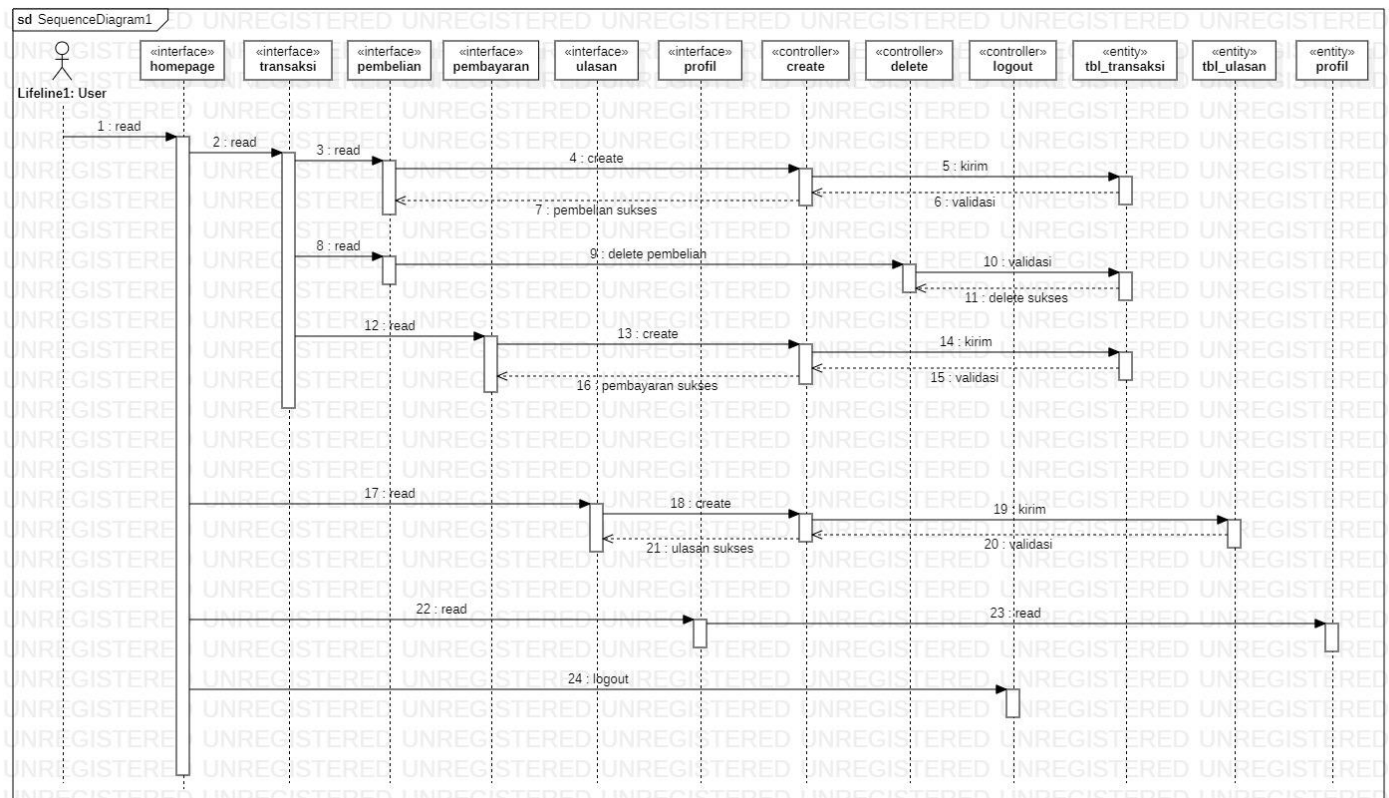 sd SequenceDiagram1
«interface»
homepage
«interface»
transaksi
«interface»
pembelian
«interface»
pembayaran
«interface»
ulasan
«interface»
profil
«controller»
create
«controller»
delete
«controller»
logout
«entity»
tbl_transaksi
«entity»
tbl_ulasan
«entity»
profil
Lifeline1: User
1 : read
2 : read
3 : read
4 : create
5 : kirim
6 : validasi
7 : pembelian sukses
8 : read
9 : delete pembeliah
10 : validasi
11 : delete sukses
12 : read
13 : create
14 : kirim
15 : validasi
16 : pembayaran sukses
17 : read
18 : create
19 : kirim
20 : validasi
21 : ulasan sukses
22 : read
23 : read
24 : logout
UNREGISTERED